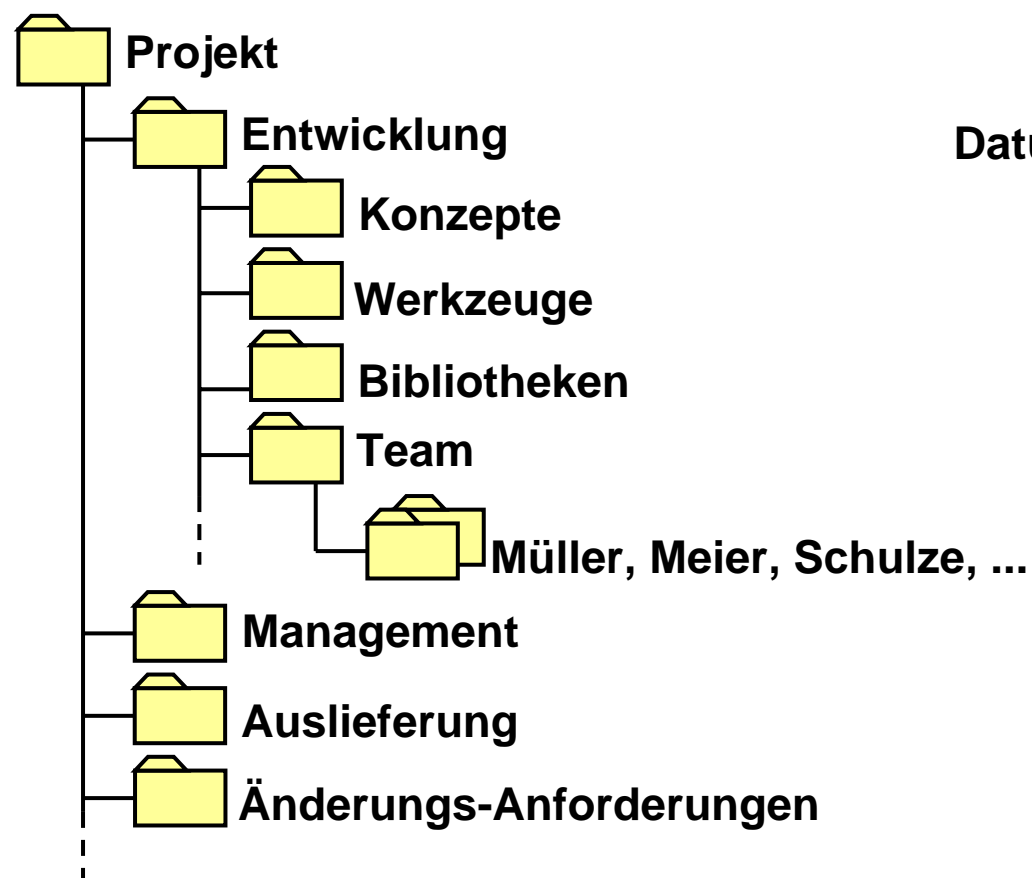 Projekt
Entwicklung
Konzepte
Werkzeuge
Bibliotheken
Team
Müller, Meier, Schulze, ...
Management
Auslieferung
Änderungs-Anforderungen